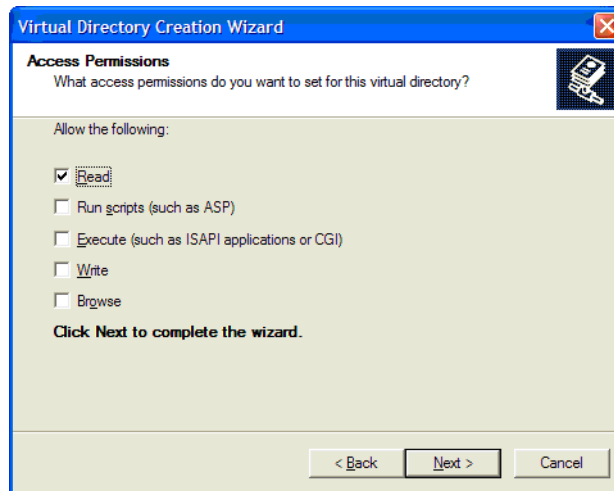 Virtual Directory Creation Wizard
Access Permissions
What access permissions do you want to set for this virtual directory?
Allow the following:
Read
Run scripts (such as ASP)
Execute (such as ISAPI applications or CGI)
Write
Browse
Click Next to complete the wizard.
< Back Next > Cancel